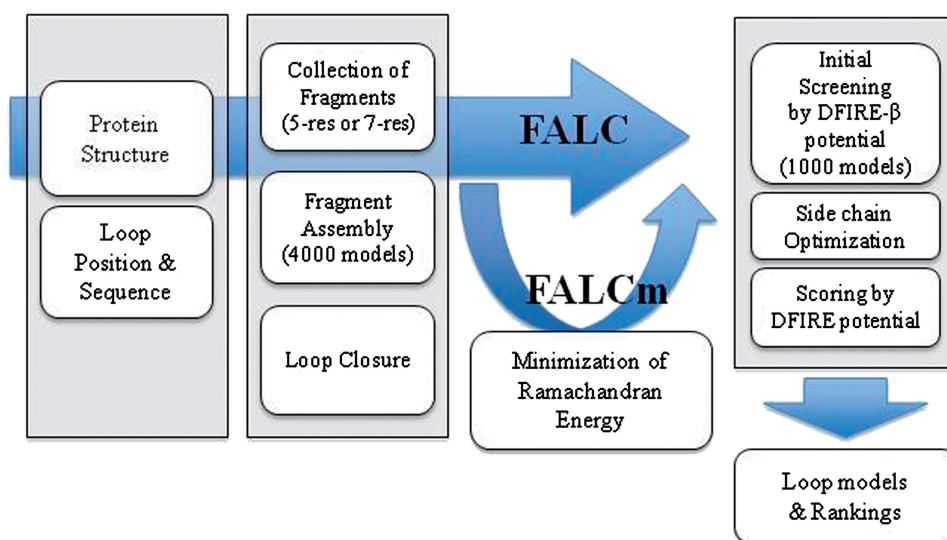 Protein
Structure
Loop
Position &
Sequence
Collection of
Fragments
(5-res or 7-res)
Fragment
Assembly
(4000 models)
Loop Closure
FALC
FALCm
Minimization of
Ramachandran
Energy
Initial
Screening
by DFIRE-β
potential
(1000 models)
Side chain
Optimization
Scoring by
DFIRE potential
Loop models
& Rankings